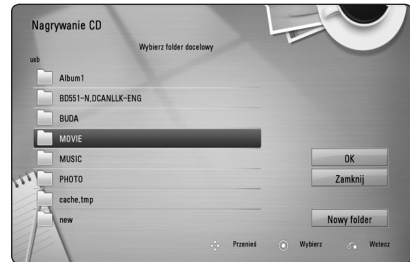 Nagrywanie CD
Wybierz folder docelowy
usb
Album1
BD551-N,DCANLLK-ENG
BUDA
MOVIE
MUSIC
PHOTO
cache,tmp
new
OK
Zamknij
Nowy folder
Przenieś Wybierz Wstecz